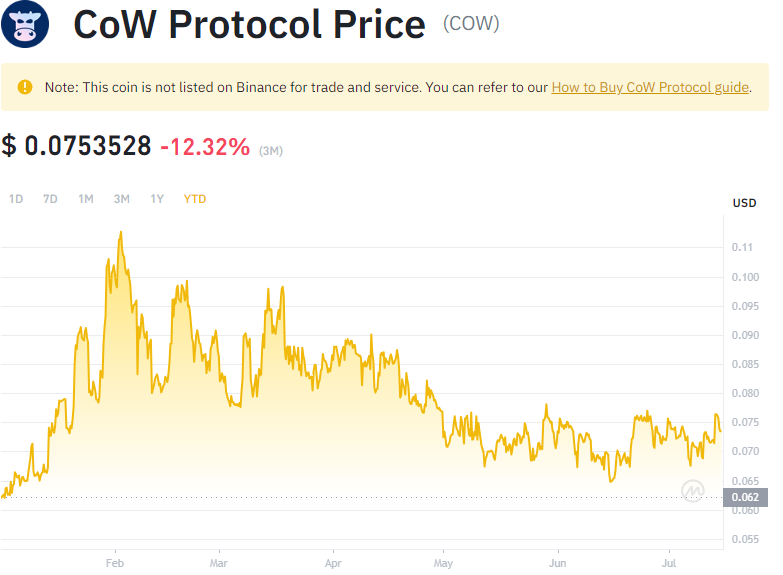 CoW Protocol Price (COW)
Note: This coin is not listed on Binance for trade and service. You can refer to our How to Buy CoW Protocol guide.
$ 0.0753528 -12.32% (3M)
1D 7D 1M 3M 1Y YTD
USD
0.11
0.100
0.095
0.090
0.085
0.080
0.075
0.070
0.065
0.062
0.060
0.055
Feb Mar Apr May Jun Jul